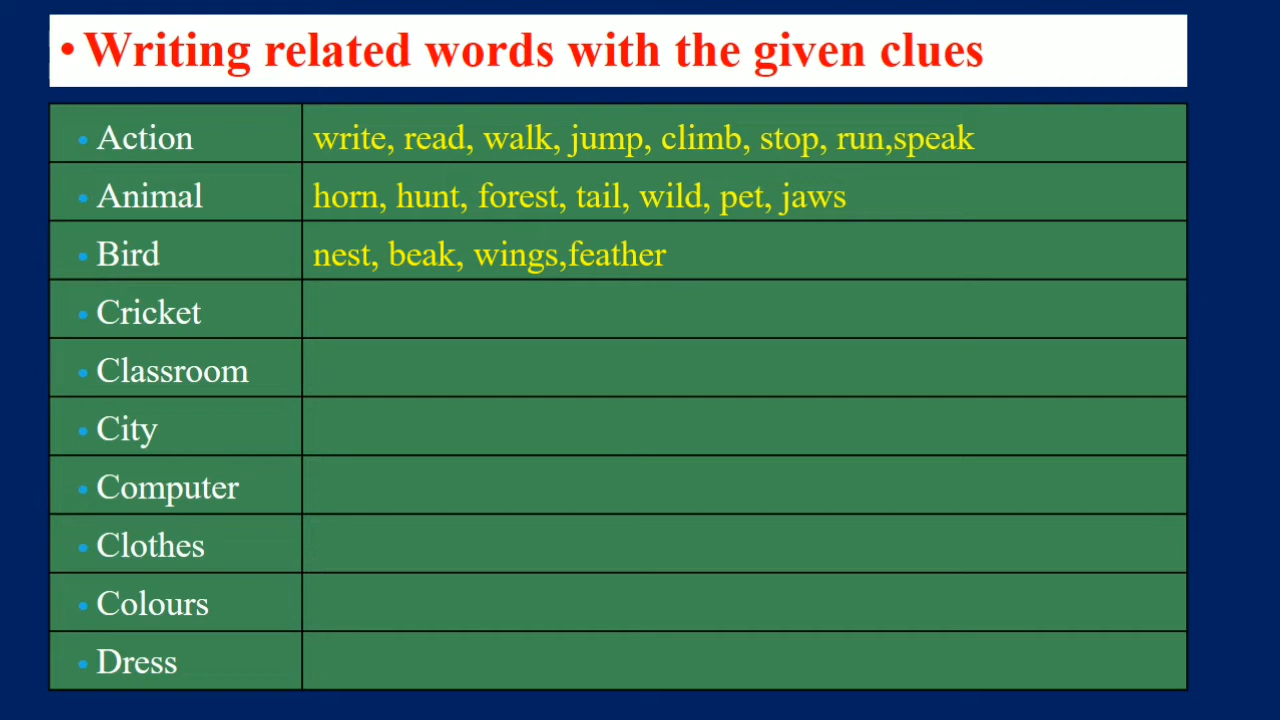 • Writing related words with the given clues
• Action write, read, walk, jump, climb, stop, run,speak
• Animal horn, hunt, forest, tail, wild, pet, jaws
• Bird nest, beak, wings,feather
• Cricket
• Classroom
• City
• Computer
• Clothes
• Colours
• Dress